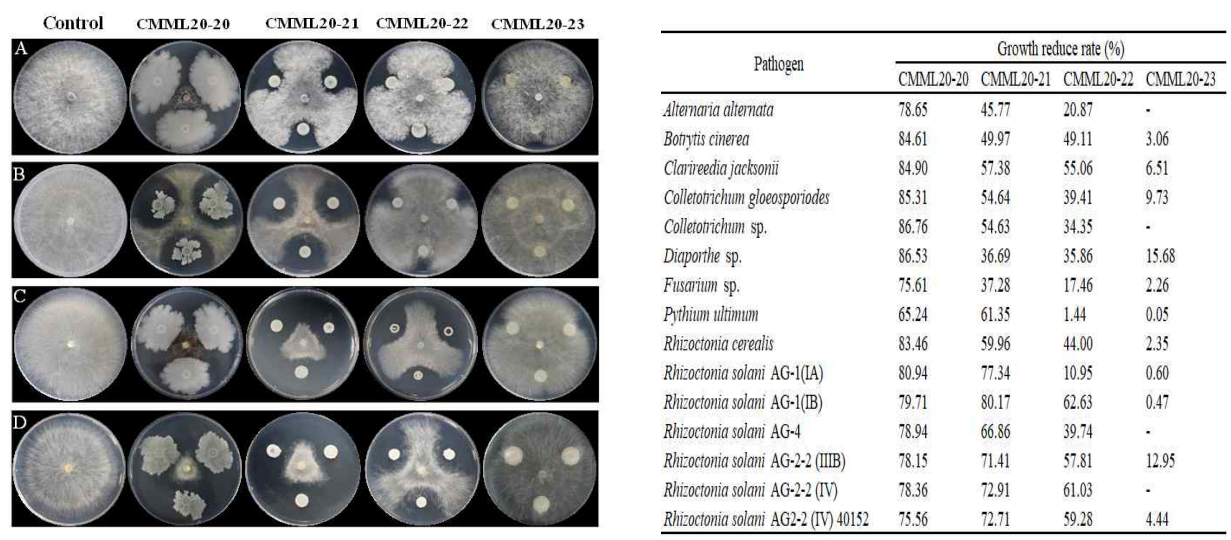 Control CMML20-20 CMML20-21 CMML20-22 CMML20-23
A
B
C
D
Pathogen Growth reduce rate (%)
CMML20-20 CMML20-21 CMML20-22 CMML20-23
Alternaria alternata 78.65 45.77 20.87 -
Botrytis cinerea 84.61 49.97 49.11 3.06
Clarireedia jacksonii 84.90 57.38 55.06 6.51
Colletotrichum gloeosporiodes 85.31 54.64 39.41 9.73
Colletotrichum sp. 86.76 54.63 34.35 -
Diaporthe sp. 86.53 36.69 35.86 15.68
Fusarium sp. 75.61 37.28 17.46 2.26
Pythium ultimum 65.24 61.35 1.44 0.05
Rhizoctonia cerealis 83.46 59.96 44.00 2.35
Rhizoctonia solani AG-1(IA) 80.94 77.34 10.95 0.60
Rhizoctonia solani AG-1(IB) 79.71 80.17 62.63 0.47
Rhizoctonia solani AG-4 78.94 66.86 39.74 -
Rhizoctonia solani AG-2-2 (IIIB) 78.15 71.41 57.81 12.95
Rhizoctonia solani AG-2-2 (IV) 78.36 72.91 61.03 -
Rhizoctonia solani AG2-2 (IV) 40152 75.56 72.71 59.28 4.44